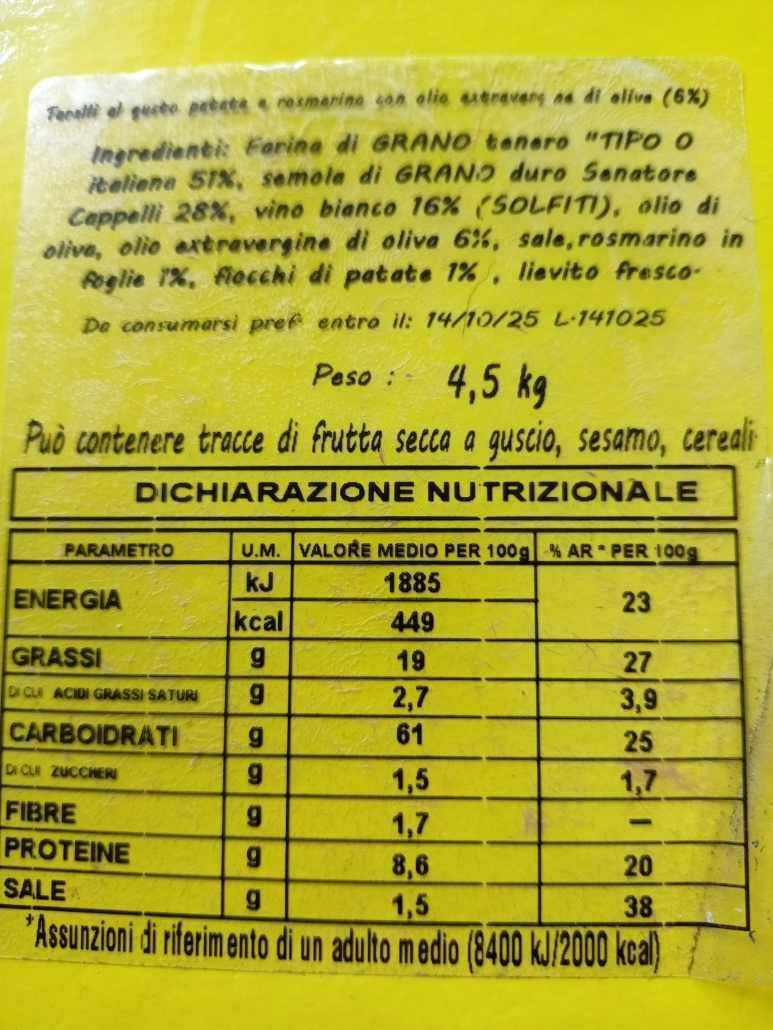 Taralli al gusto patate e rosmarino con olio extraverg ne di oliva (6%)
Ingredienti: Farina di GRANO tenero "TIPO 0
italiana 51%, semola di GRANO duro Senatore
Cappelli 28%, vino bianco 16% (SOLFITI), olio di
oliva, olio extravergine di oliva 6%, sale,rosmarino in
foglie 1%, fiocchi di patate 1% , lievito fresco.
Da consumarsi pref entro il: 14/10/25 L.141025
Peso : 4,5 kg
Può contenere tracce di frutta secca a guscio, sesamo, cereali
DICHIARAZIONE NUTRIZIONALE
PARAMETRO U.M. VALORE MEDIO PER 100g % AR * PER 100g
ENERGIA kJ 1885 23
kcal 449
GRASSI g 19 27
DI CUI ACIDI GRASSI SATURI g 2,7 3,9
CARBOIDRATI g 61 25
DI CUI ZUCCHERI g 1,5 1,7
FIBRE g 1,7 —
PROTEINE g 8,6 20
SALE g 1,5 38
*Assunzioni di riferimento di un adulto medio (8400 kJ/2000 kcal)